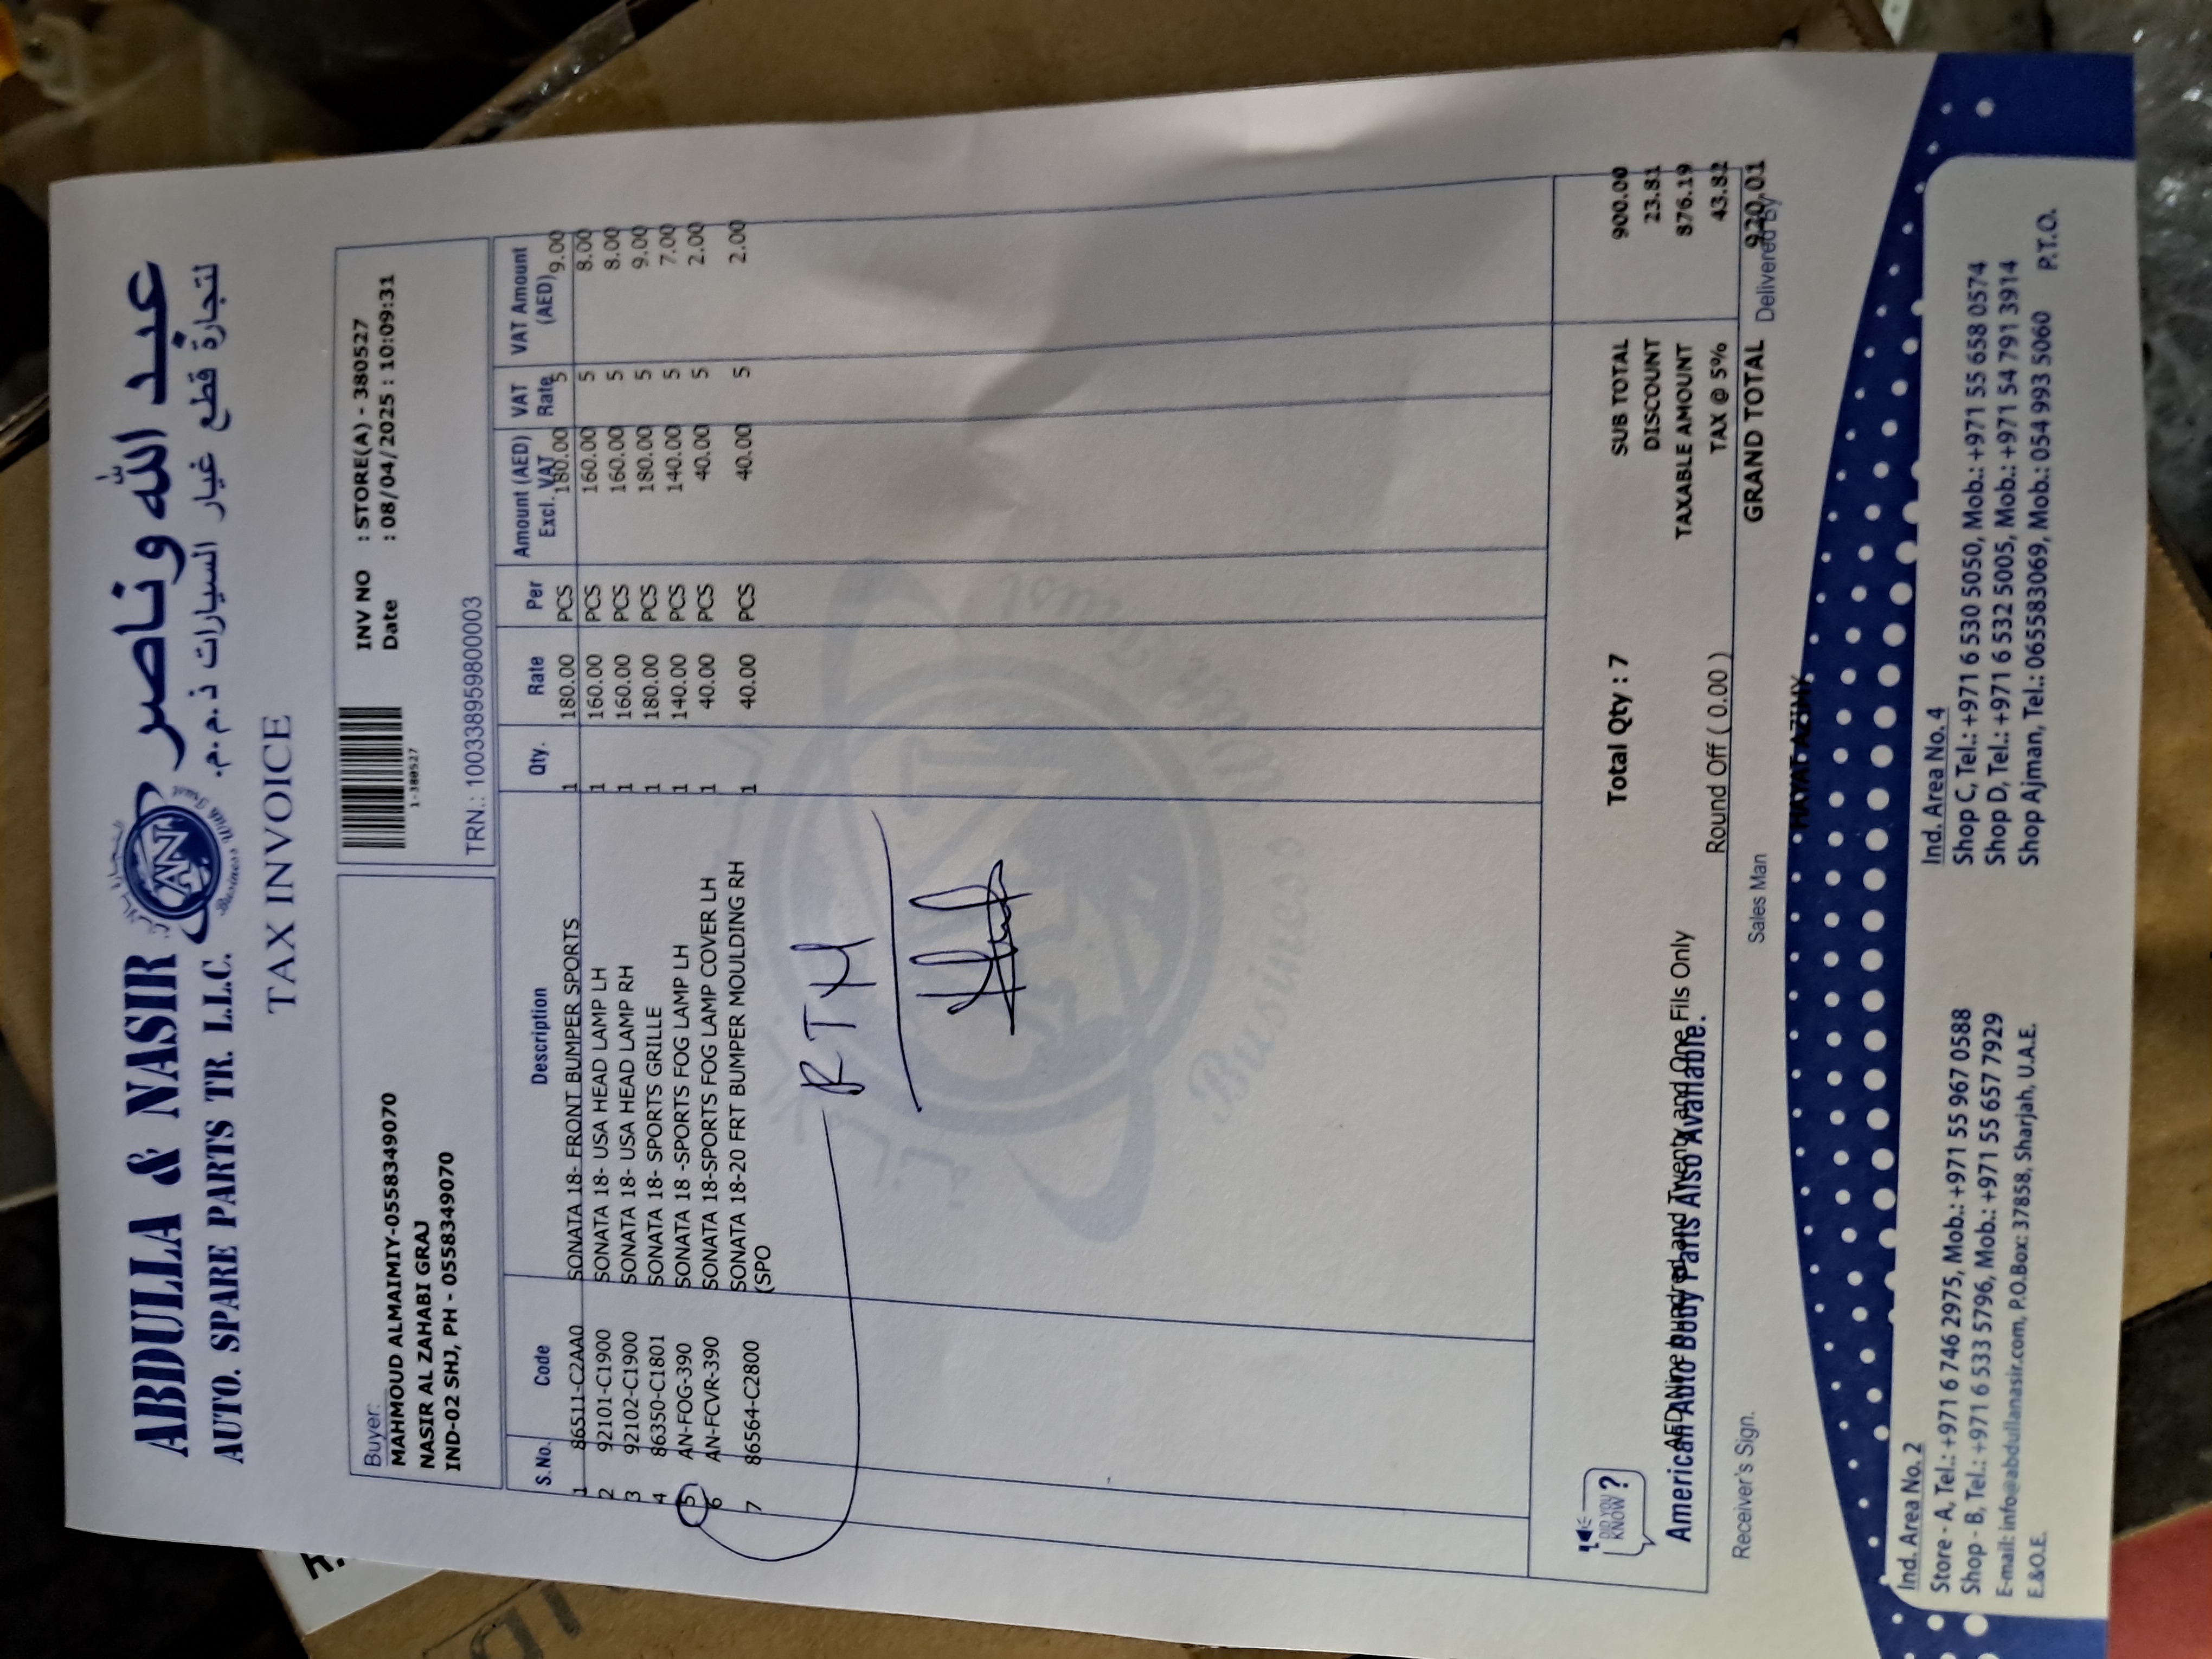 ABDULLA & NASIR
AUTO. SPARE PARTS TR. L.L.C.
AN
Business With Trust
عبد الله وناصر
لتجارة قطع غيار السيارات ذ.م.م.
TAX INVOICE
Buyer:
MAHMOUD ALMAIMIY-0558349070
NASIR AL ZAHABI GRAJ
IND-02 SHJ, PH - 0558349070
1-380527
INV NO : STORE(A) - 380527
Date : 08/04/2025 : 10:09:31
TRN.: 100338959800003
S.No. Code Description Qty. Rate Per Amount (AED) Excl. VAT VAT Rate VAT Amount (AED)
1 86511-C2AA0 SONATA 18- FRONT BUMPER SPORTS 1 180.00 PCS 180.00 5 9.00
2 92101-C1900 SONATA 18- USA HEAD LAMP LH 1 160.00 PCS 160.00 5 8.00
3 92102-C1900 SONATA 18- USA HEAD LAMP RH 1 160.00 PCS 160.00 5 8.00
4 86350-C1801 SONATA 18- SPORTS GRILLE 1 180.00 PCS 180.00 5 9.00
5 AN-FOG-390 SONATA 18 -SPORTS FOG LAMP LH 1 140.00 PCS 140.00 5 7.00
6 AN-FCVR-390 SONATA 18-SPORTS FOG LAMP COVER LH 1 40.00 PCS 40.00 5 2.00
7 86564-C2800 SONATA 18-20 FRT BUMPER MOULDING RH 1 40.00 PCS 40.00 5 2.00
(SPO
Business With Trust
DID YOU KNOW?
Total Qty : 7
SUB TOTAL 900.00
DISCOUNT 23.81
AED Nine Hundred and Twenty and One Fils Only
American Auto Body Parts Also Available.
TAXABLE AMOUNT 876.19
Round Off ( 0.00 )
TAX @ 5% 43.82
GRAND TOTAL 920.01
Receiver's Sign.
Sales Man
Delivered by
HAYAT AZIMY
Ind. Area No. 2
Store - A, Tel.: +971 6 746 2975, Mob.: +971 55 967 0588
Shop - B, Tel.: +971 6 533 5796, Mob.: +971 55 657 7929
E-mail: info@abdullanasir.com, P.O.Box: 37858, Sharjah, U.A.E.
E.&O.E.
Ind. Area No. 4
Shop C, Tel.: +971 6 530 5050, Mob.: +971 55 658 0574
Shop D, Tel.: +971 6 532 5005, Mob.: +971 54 791 3914
Shop Ajman, Tel.: 065583069, Mob.: 054 993 5060
P.T.O.